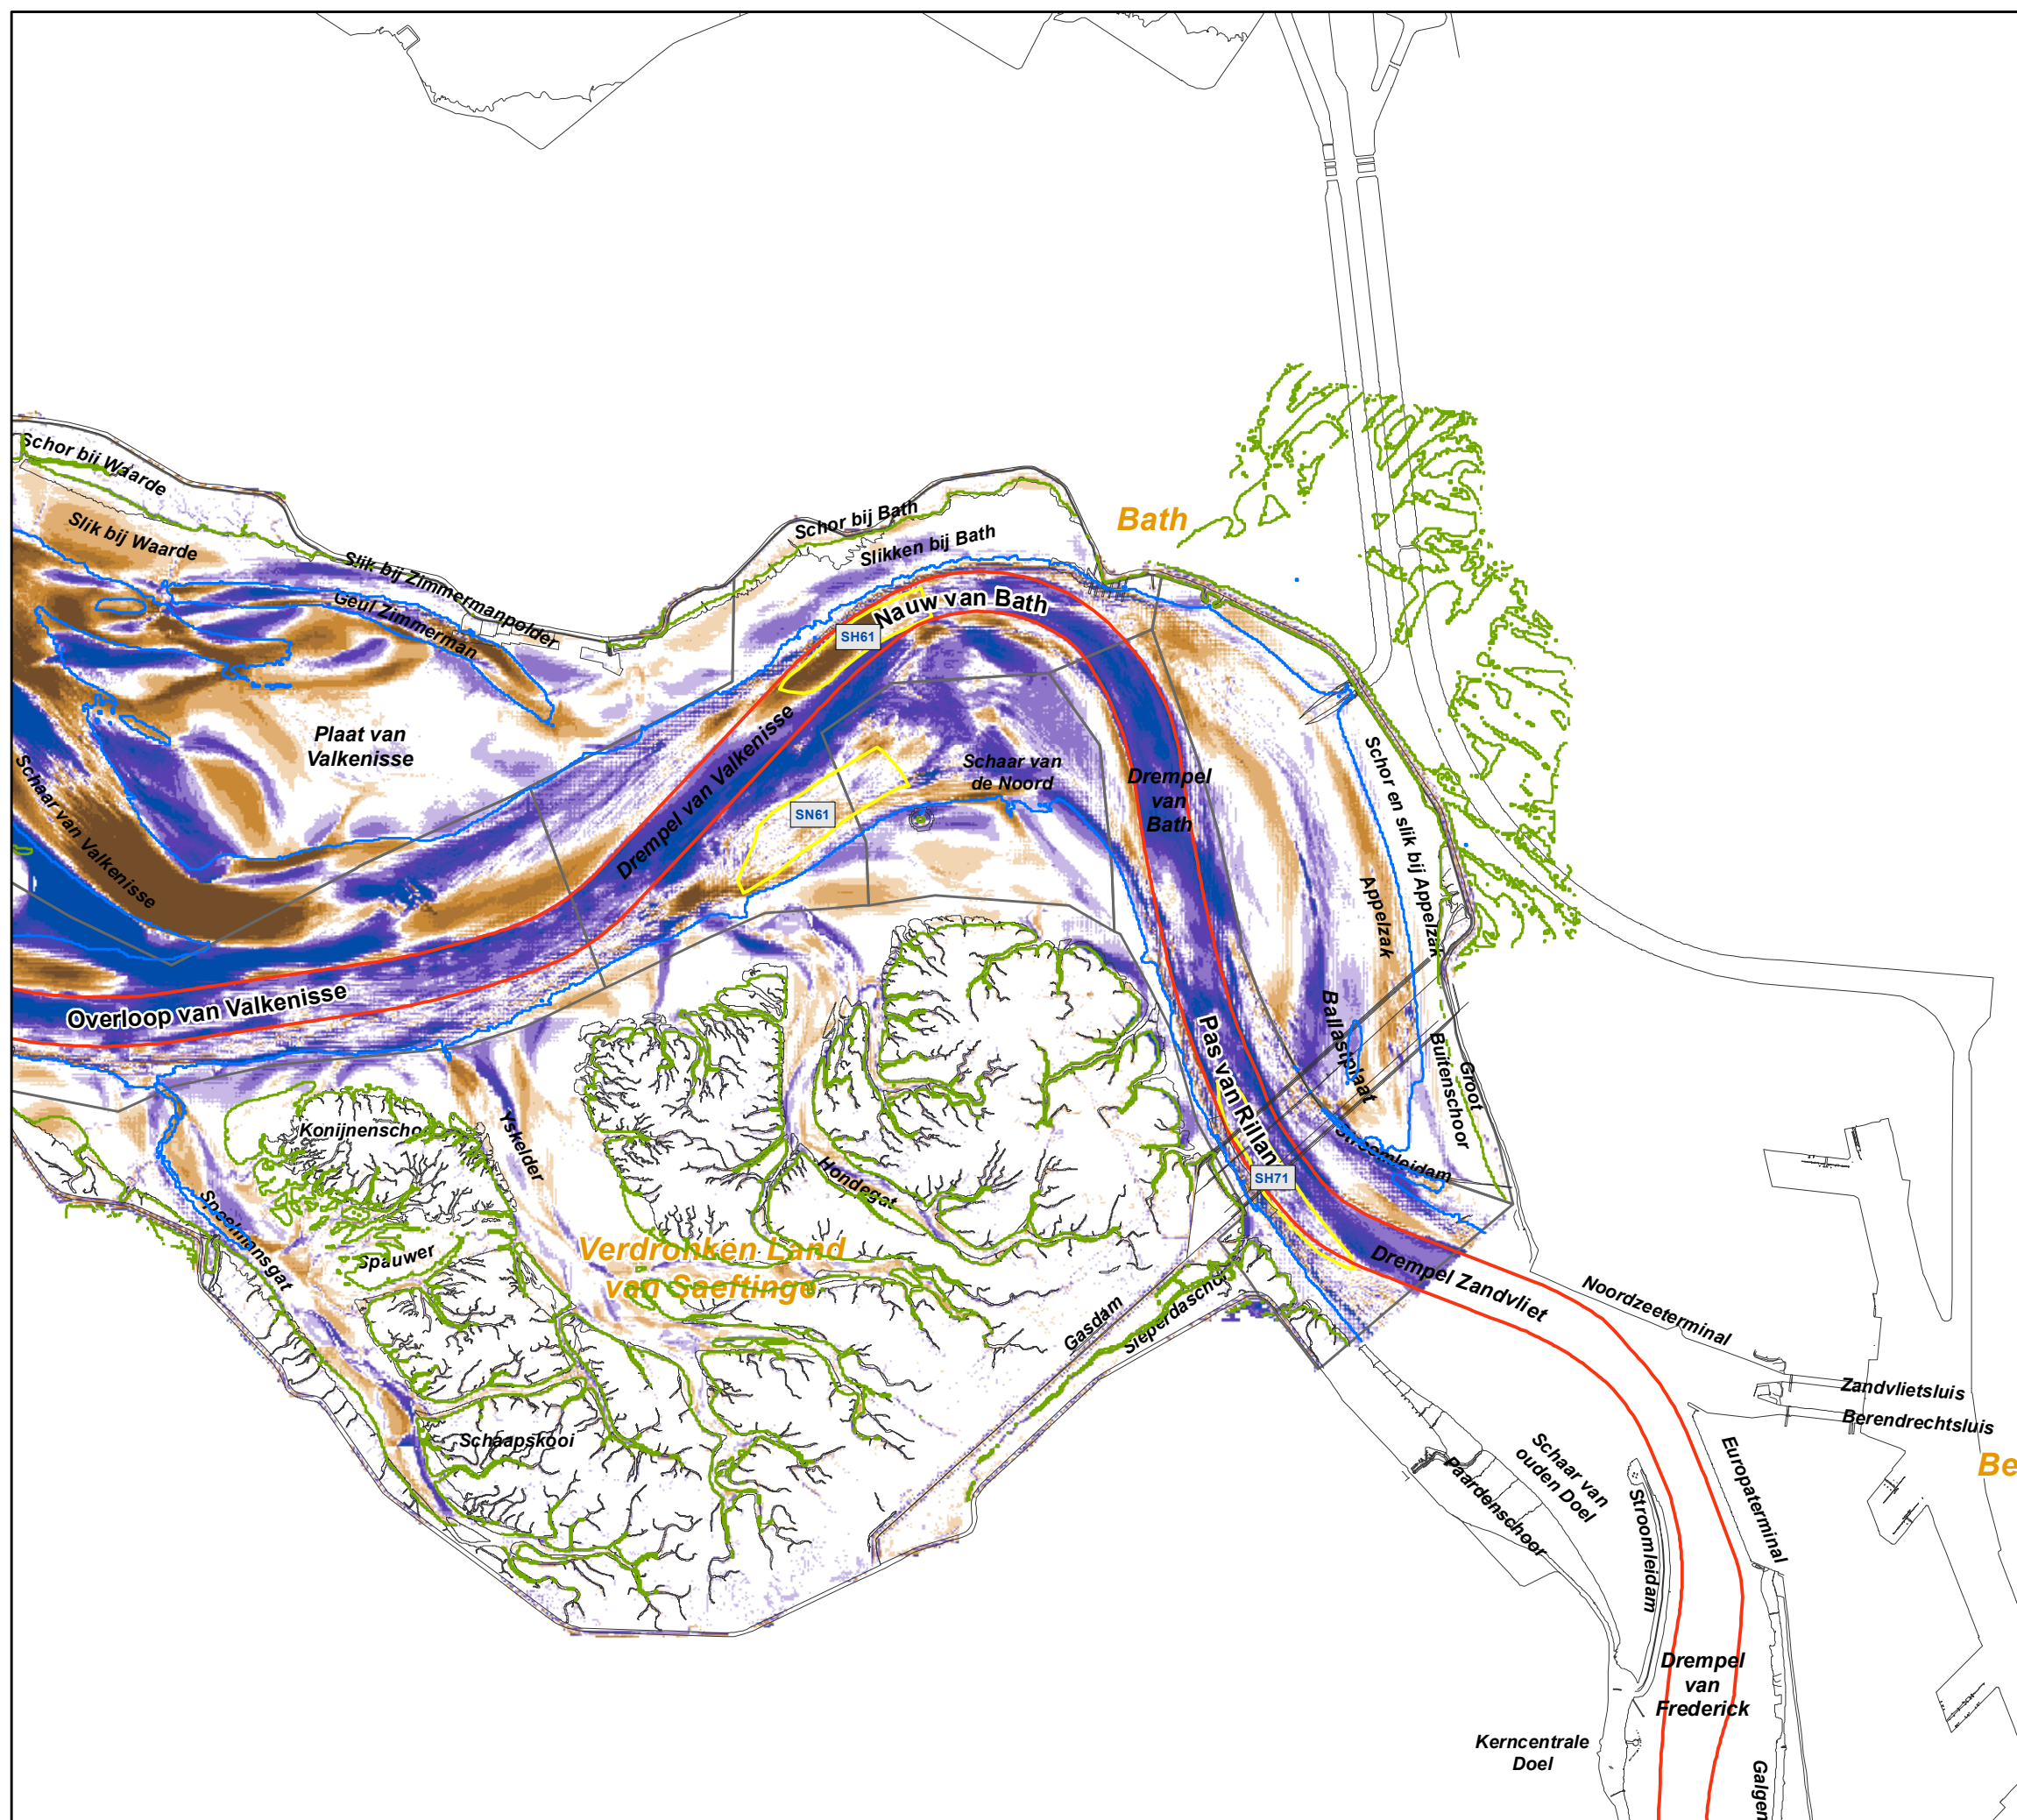 Schor bij Waarde
Slik bij Waarde
Slik bij Zimmermanpolder
Geul Zimmerman
Schor bij Bath
Slikken bij Bath
Bath
Nauw van Bath
SH61
Plaat van
Valkenisse
Schaar van Valkenisse
Drempel van Valkenisse
SN61
Schaar van
de Noord
Drempel
van
Bath
Schor en slik bij Appelzak
Appelzak
Overloop van Valkenisse
Ballastplaat
Pas van Rilland
Groot
Buitenschoor
Konijnenscho
Yskelder
Hondegat
Stroomleidam
SH71
Speelmansgat
Spauwer
Verdronken Land
van Saeftinge
Gasdam
Sieperdaschor
Drempel Zandvliet
Noordzeeterminal
Zandvlietsluis
Berendrechtsluis
Schaapskooi
Schaar van
ouden Doel
Paardenschoor
Stroomleidam
Europaterminal
Be
Drempel
van
Frederick
Kerncentrale
Doel
Galgen